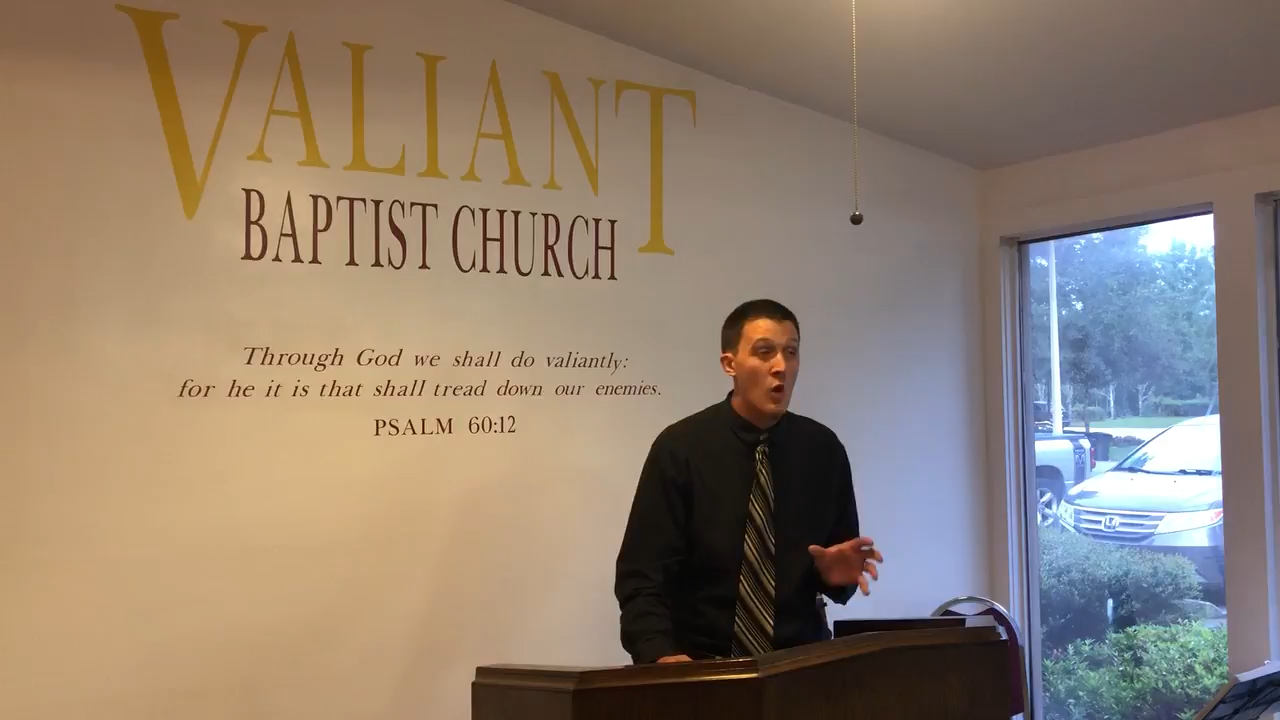 VALIANT
BAPTIST CHURCH
Through God we shall do valiantly:
for he it is that shall tread down our enemies.
PSALM 60:12